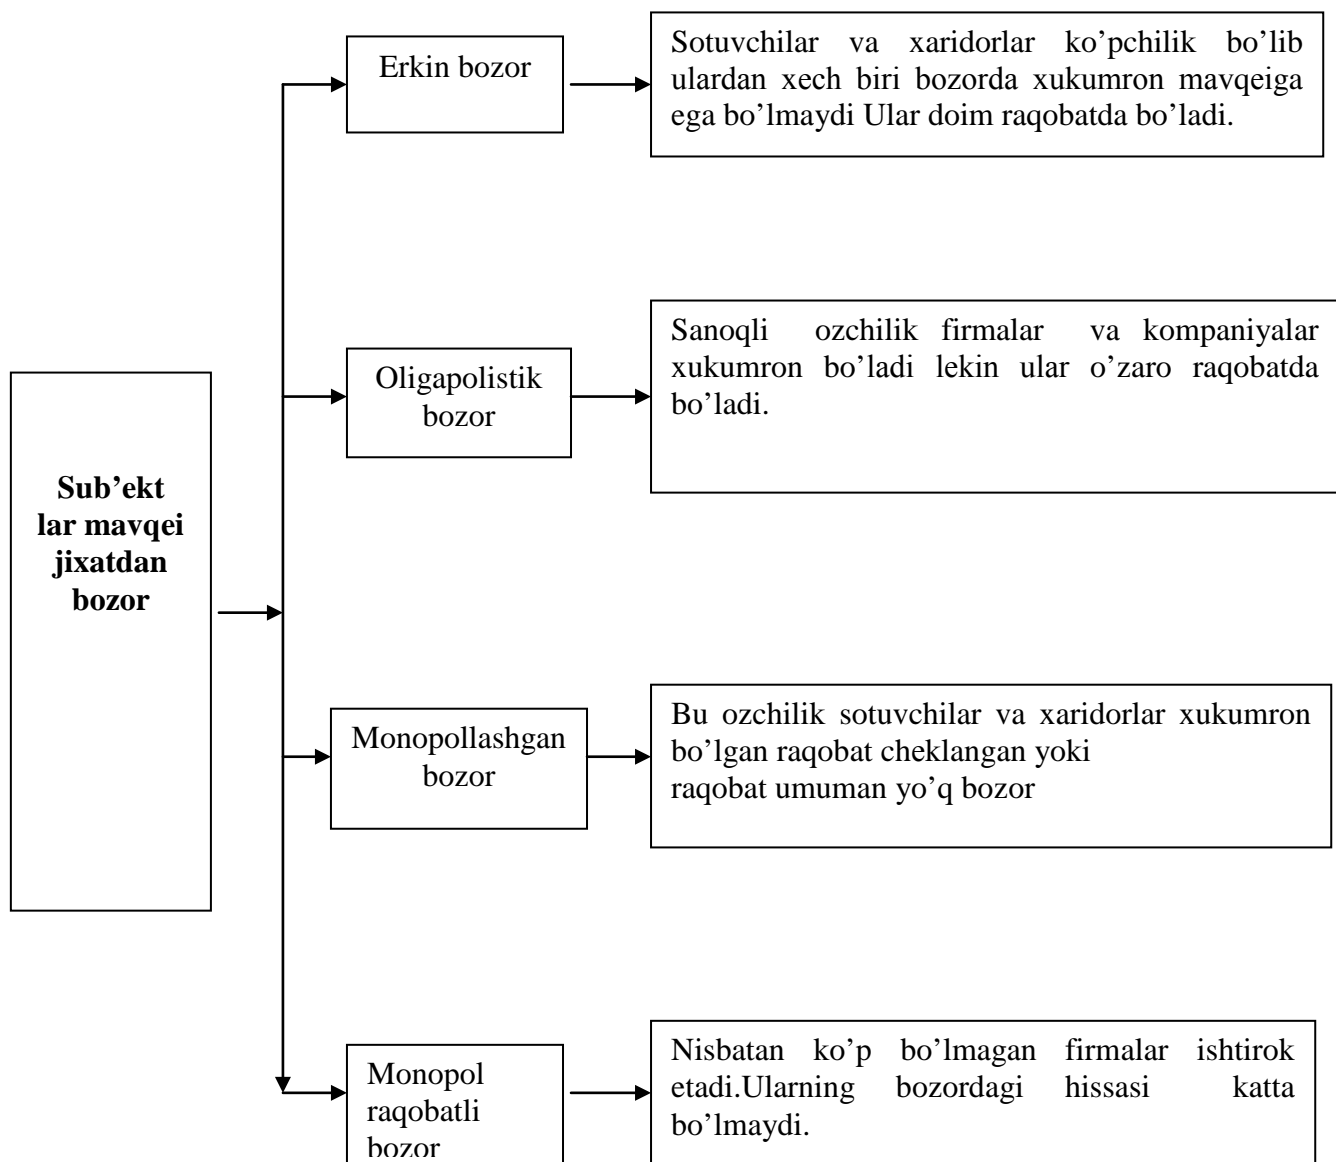 Erkin bozor
Sotuvchilar va xaridorlar ko’pchilik bo’lib
ulardan xech biri bozorda xukumron mavqeiga
ega bo’lmaydi Ular doim raqobatda bo’ladi.
Oligapolistik
bozor
Sanoqli ozchilik firmalar va kompaniyalar
xukumron bo’ladi lekin ular o’zaro raqobatda
bo’ladi.
Sub’ekt
lar mavqei
jixatdan
bozor
Monopollashgan
bozor
Bu ozchilik sotuvchilar va xaridorlar xukumron
bo’lgan raqobat cheklangan yoki
raqobat umuman yo’q bozor
Monopol
raqobatli
bozor
Nisbatan ko’p bo’lmagan firmalar ishtirok
etadi.Ularning bozordagi hissasi katta
bo’lmaydi.